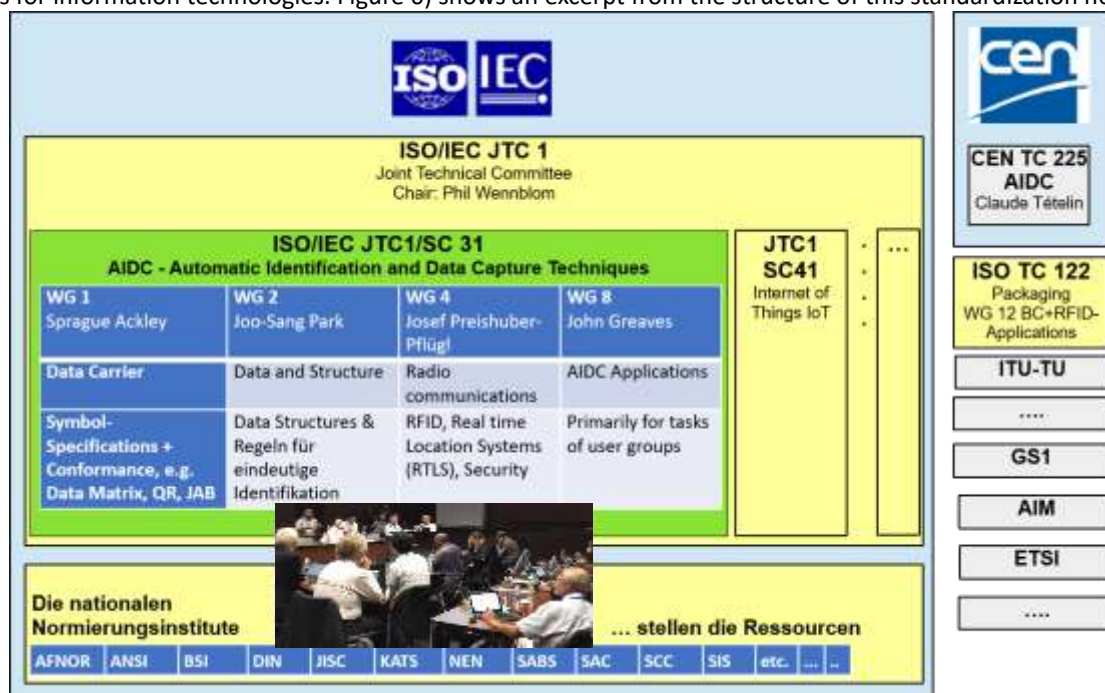 s for information technologies. Figure 6) shows an excerpt from the structure of this standardization
ISO IEC
ISO/IEC JTC 1
Joint Technical Committee
Chair: Phil Wennblom
ISO/IEC JTC1/SC 31
AIDC - Automatic Identification and Data Capture Techniques
WG 1
Sprague Ackley
WG 2
Joo-Sang Park
WG 4
Josef Preishuber-
Pflügl
WG 8
John Greaves
Data Carrier
Data and Structure
Radio
communications
AIDC Applications
Symbol-
Specifications +
Conformance, e.g.
Data Matrix, QR, JAB
Data Structures &
Regeln für
eindeutige
Identifikation
RFID, Real time
Location Systems
(RTLS), Security
Primarily for tasks
of user groups
JTC1
SC41
Internet of
Things IoT
...
Die nationalen
Normierungsinstitute
... stellen die Ressourcen
AFNOR ANSI BSI DIN JISC KATS NEN SABS SAC SCC SIS etc. ... ..
cen
CEN TC 225
AIDC
Claude Tételin
ISO TC 122
Packaging
WG 12 BC+RFID-
Applications
ITU-TU
....
GS1
AIM
ETSI
....